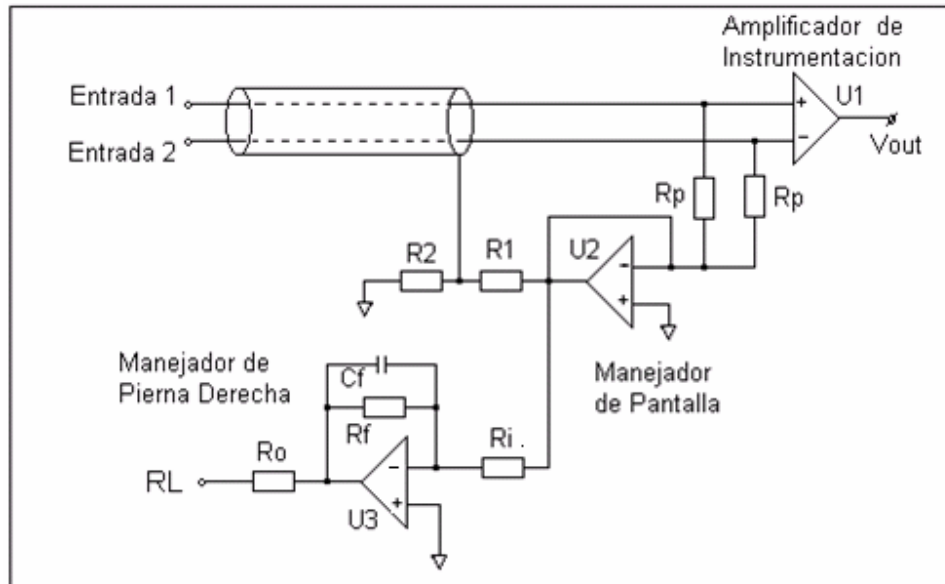 Amplificador de
Instrumentacion
Entrada 1
Entrada 2
+
−
U1
Vout
Rp
Rp
R2
R1
U2
−
+
Manejador de
Pierna Derecha
Cf
Rf
Manejador
de Pantalla
Ro
Ri .
RL
−
+
U3